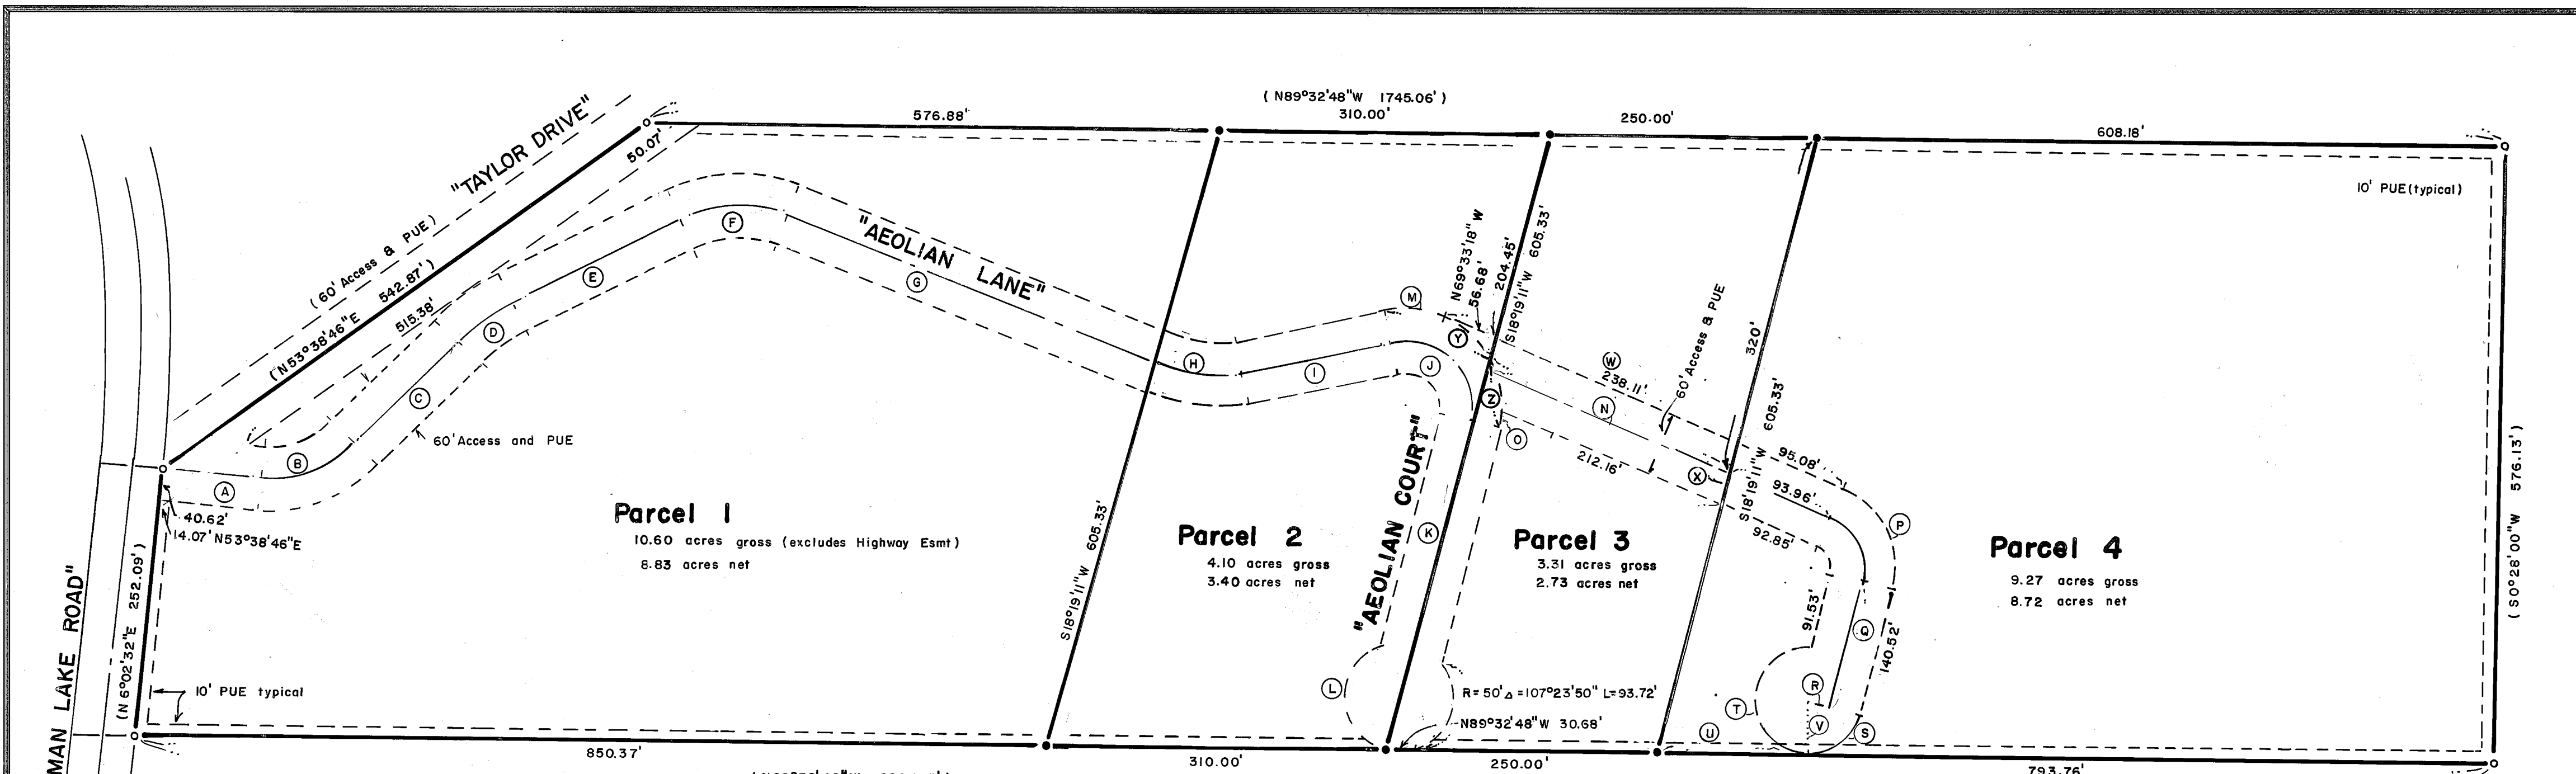 ( N89°32'48"W 1745.06' )
576.88'
310.00'
250.00'
608.18'
"TAYLOR DRIVE"
50.07'
(60' Access & PUE)
542.87' )
(N53°38'46"E
515.38'
10' PUE (typical)
"AEOLIAN LANE"
F
E
G
D
C
B
A
H
I
J
M
Y
N69°33'18" W
56.68'
204.45'
S18°19'11"W 605.33'
W
238.11'
60' Access & PUE
320'
605.33'
S18°19'11"W
N
Z
O
212.16'
X
95.08'
93.96'
92.85'
P
60' Access and PUE
40.62'
14.07' N53°38'46"E
Parcel 1
10.60 acres gross (excludes Highway Esmt)
8.83 acres net
S18°19'11"W 605.33'
Parcel 2
4.10 acres gross
3.40 acres net
"AEOLIAN COURT"
K
L
Parcel 3
3.31 acres gross
2.73 acres net
91.53'
Q
140.52'
Parcel 4
9.27 acres gross
8.72 acres net
(S0°26'00"W 576.13')
MAN LAKE ROAD"
(N 6°02'32"E 252.09')
10' PUE typical
R=50' Δ=107°23'50" L=93.72'
N89°32'48"W 30.68'
R
T
V
U
S
850.37'
310.00'
250.00'
793.76'